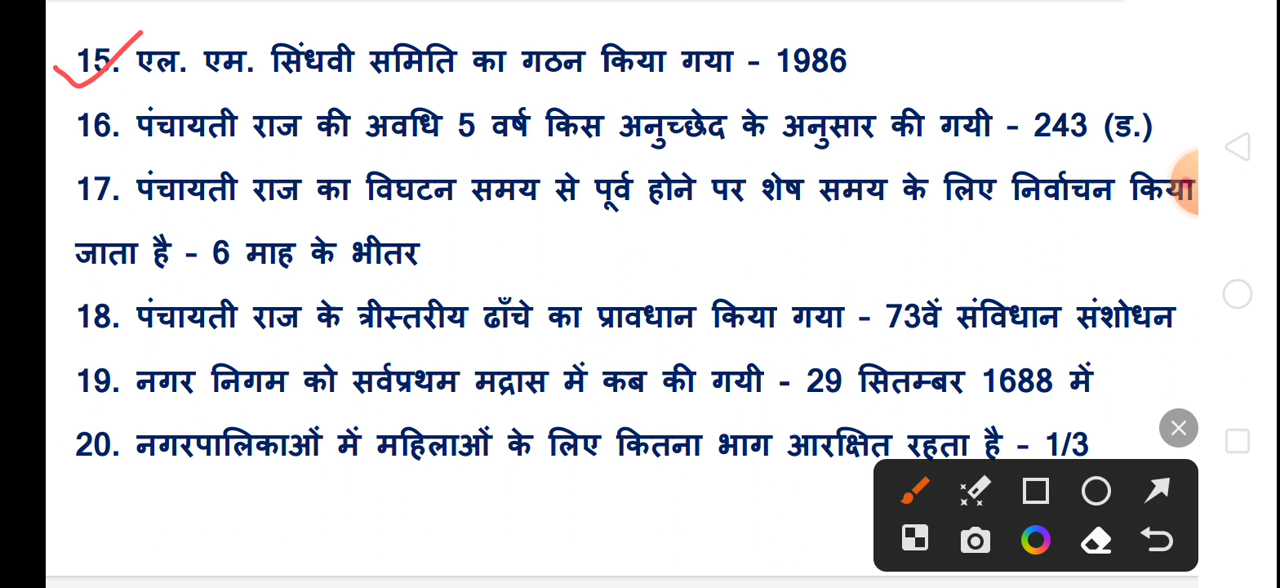 15. एल. एम. सिंधवी समिति का गठन किया गया - 1986
16. पंचायती राज की अवधि 5 वर्ष किस अनुच्छेद के अनुसार की गयी - 243 (ड.)
17. पंचायती राज का विघटन समय से पूर्व होने पर शेष समय के लिए निर्वाचन किया
जाता है - 6 माह के भीतर
18. पंचायती राज के त्रीस्तरीय ढाँचे का प्रावधान किया गया - 73वें संविधान संशोधन
19. नगर निगम को सर्वप्रथम मद्रास में कब की गयी - 29 सितम्बर 1688 में
20. नगरपालिकाओं में महिलाओं के लिए कितना भाग आरक्षित रहता है - 1/3